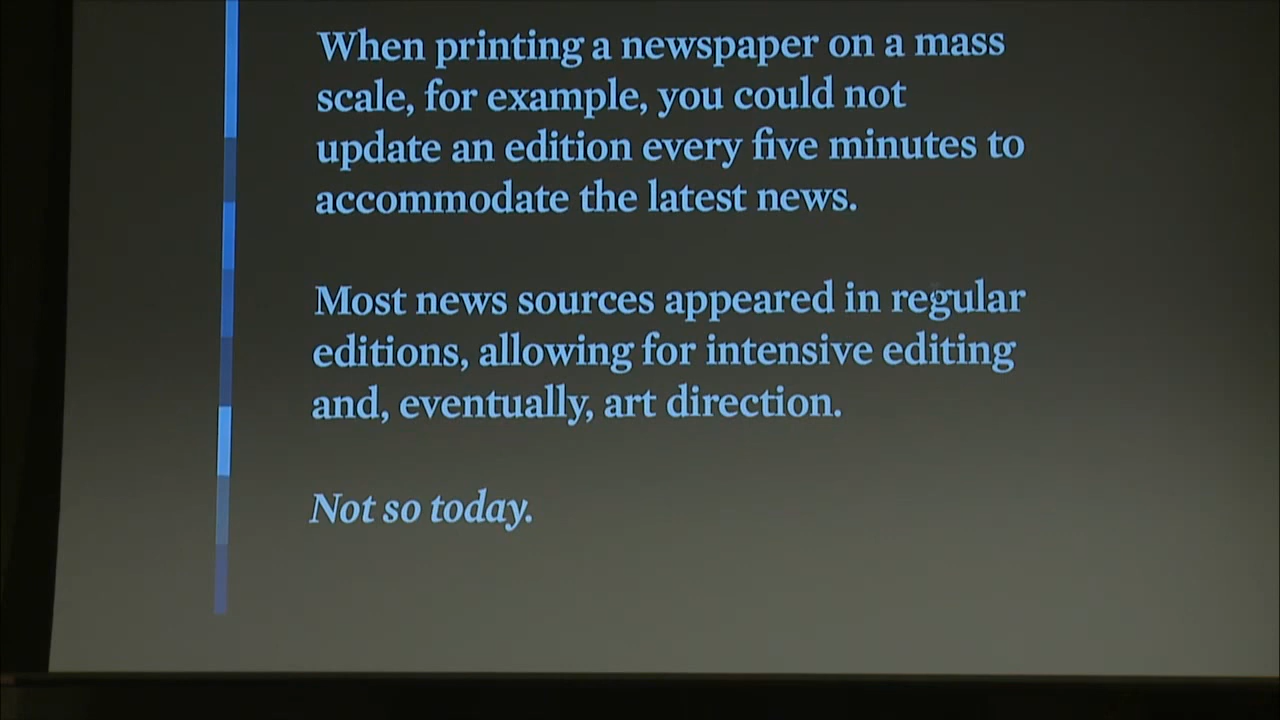 When printing a newspaper on a mass
scale, for example, you could not
update an edition every five minutes to
accommodate the latest news.
Most news sources appeared in regular
editions, allowing for intensive editing
and, eventually, art direction.
Not so today.